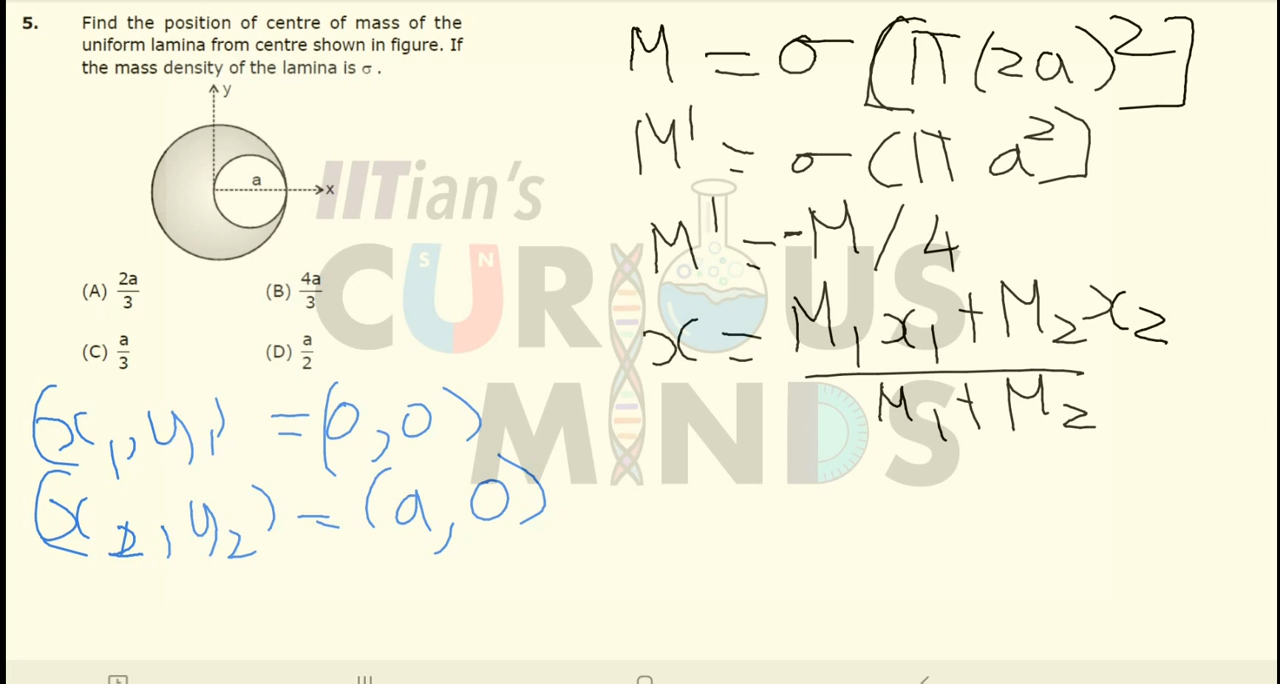 5. Find the position of centre of mass of the
uniform lamina from centre shown in figure. If
the mass density of the lamina is σ .
y
a
x
(A) 2a/3 (B) 4a/3
(C) a/3 (D) a/2
M = σ [π (2a)²]
M' = σ [π a²]
M' = -M/4
x = M₁x₁ + M₂x₂
M₁ + M₂
(x₁, y₁) = (0, 0)
(x₂, y₂) = (a, 0)
IITian's
CURIOUS
S N
MINDS